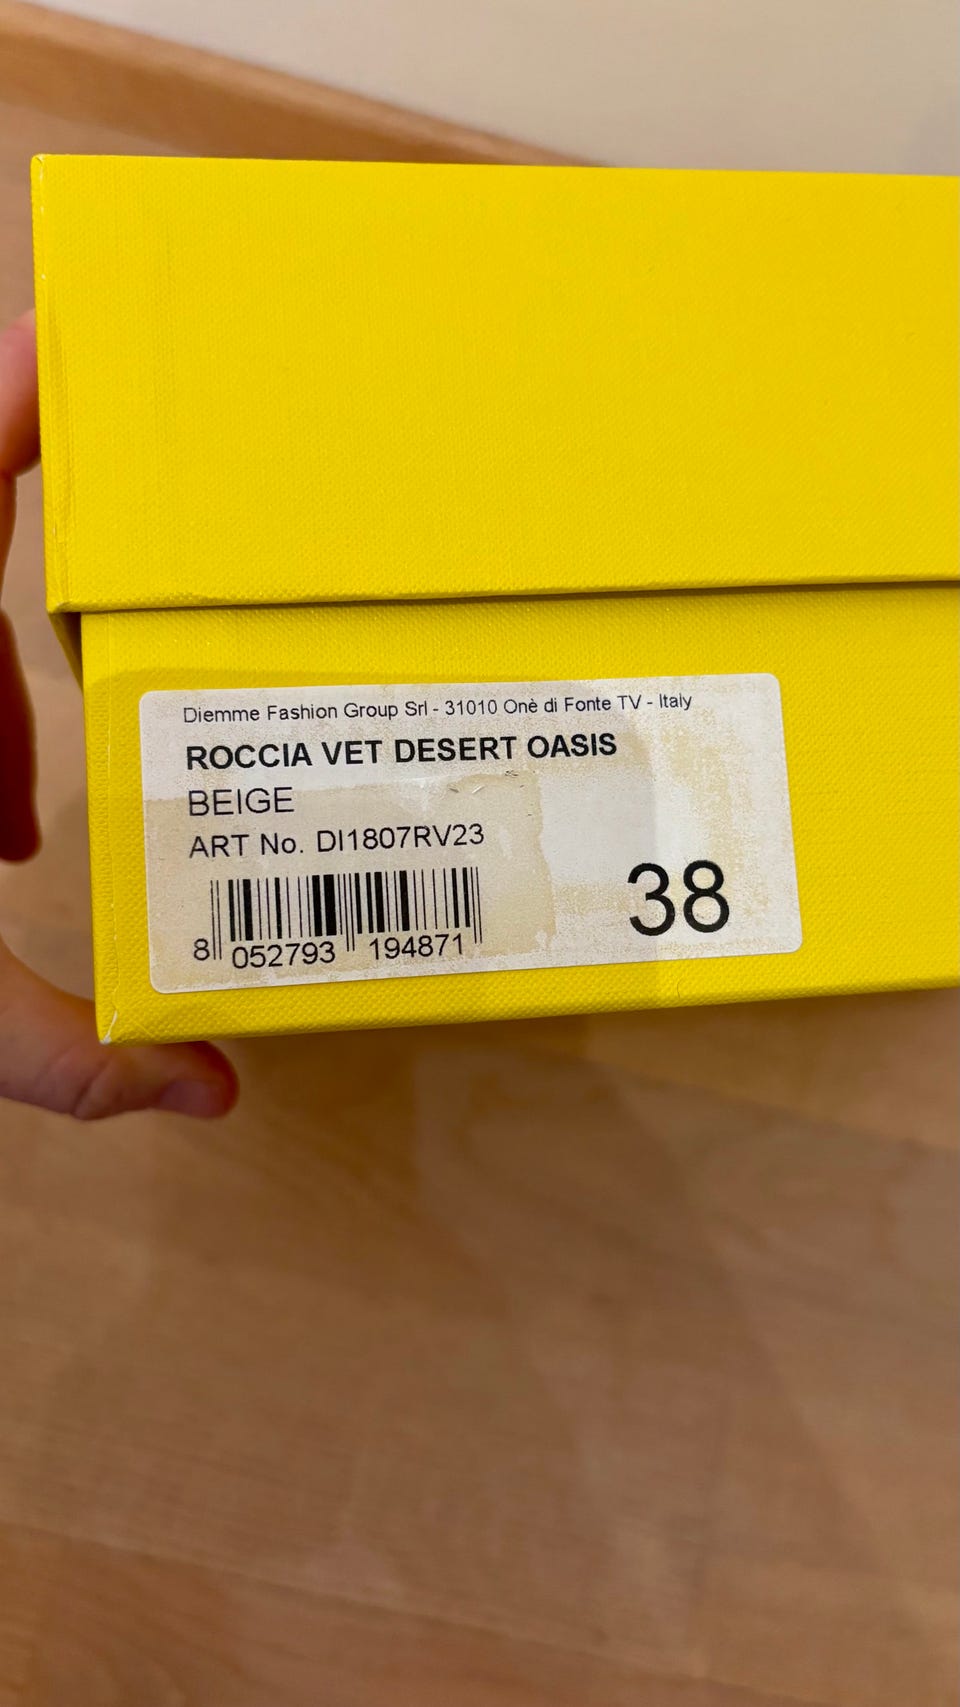 Diemme Fashion Group Srl - 31010 Onè di Fonte TV - Italy
ROCCIA VET DESERT OASIS
BEIGE
ART No. DI1807RV23
38
8 052793 194871